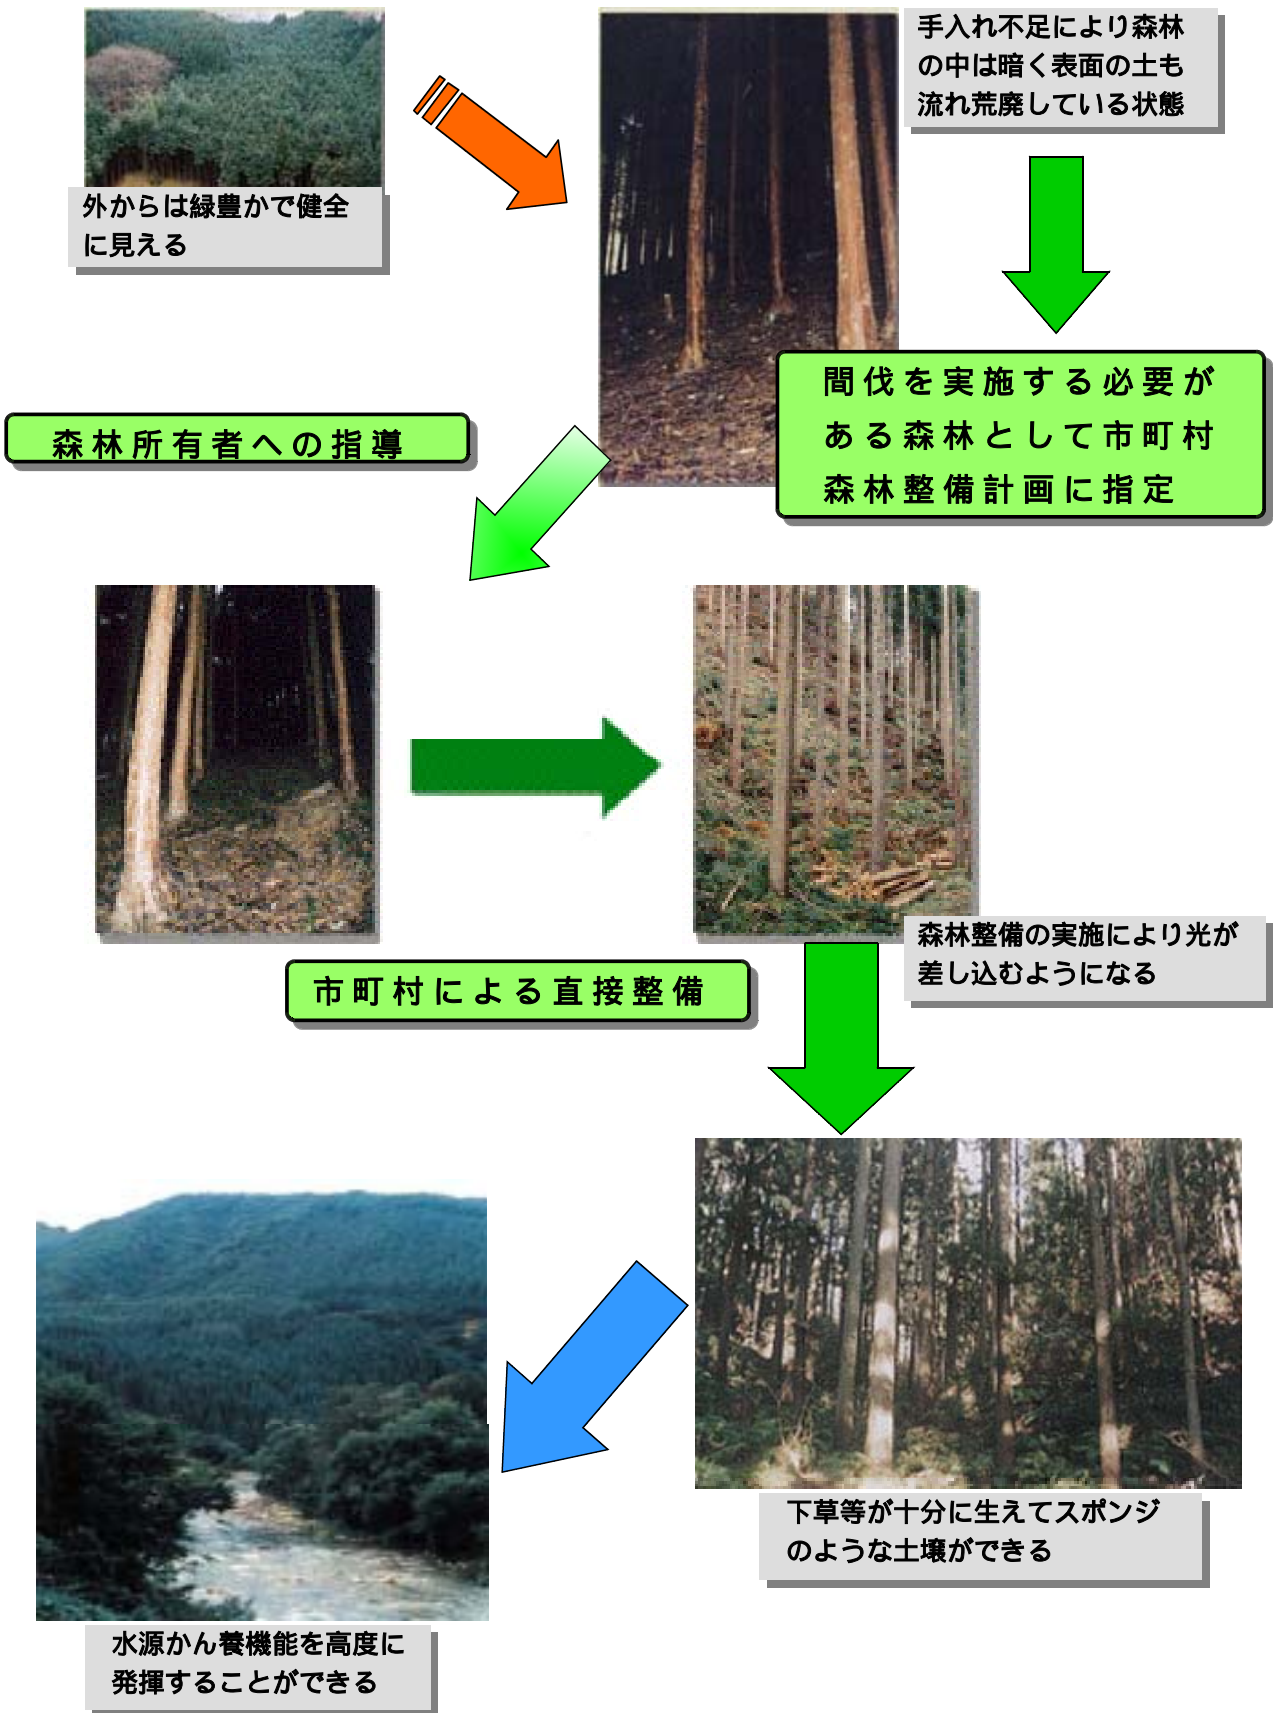 外からは緑豊かで健全
に見える
手入れ不足により森林
の中は暗く表面の土も
流れ荒廃している状態
間伐を実施する必要が
ある森林として市町村
森林整備計画に指定
森林所有者への指導
市町村による直接整備
森林整備の実施により光が
差し込むようになる
下草等が十分に生えてスポンジ
のような土壌ができる
水源かん養機能を高度に
発揮することができる